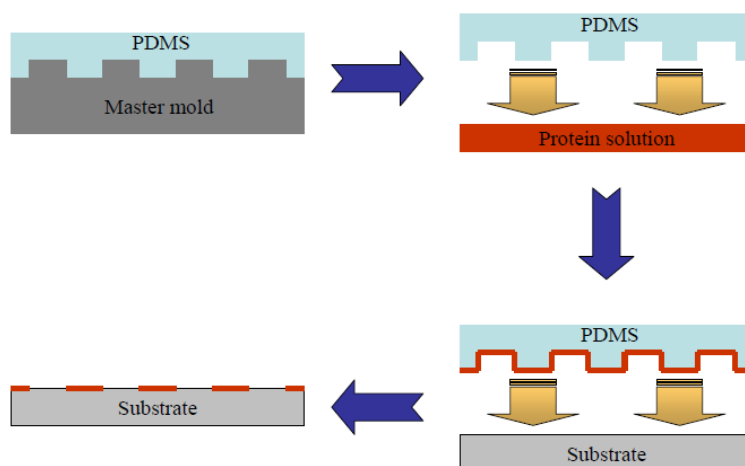 PDMS
Master mold
PDMS
Protein solution
PDMS
Substrate
Substrate